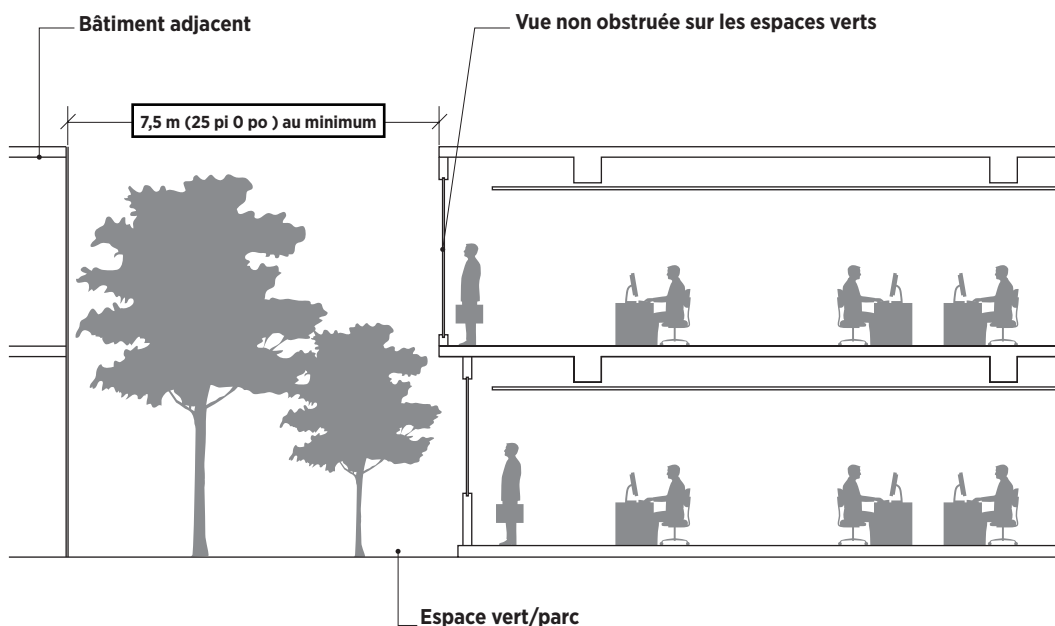 Bâtiment adjacent
Vue non obstruée sur les espaces verts
7,5 m (25 pi 0 po ) au minimum
Espace vert/parc